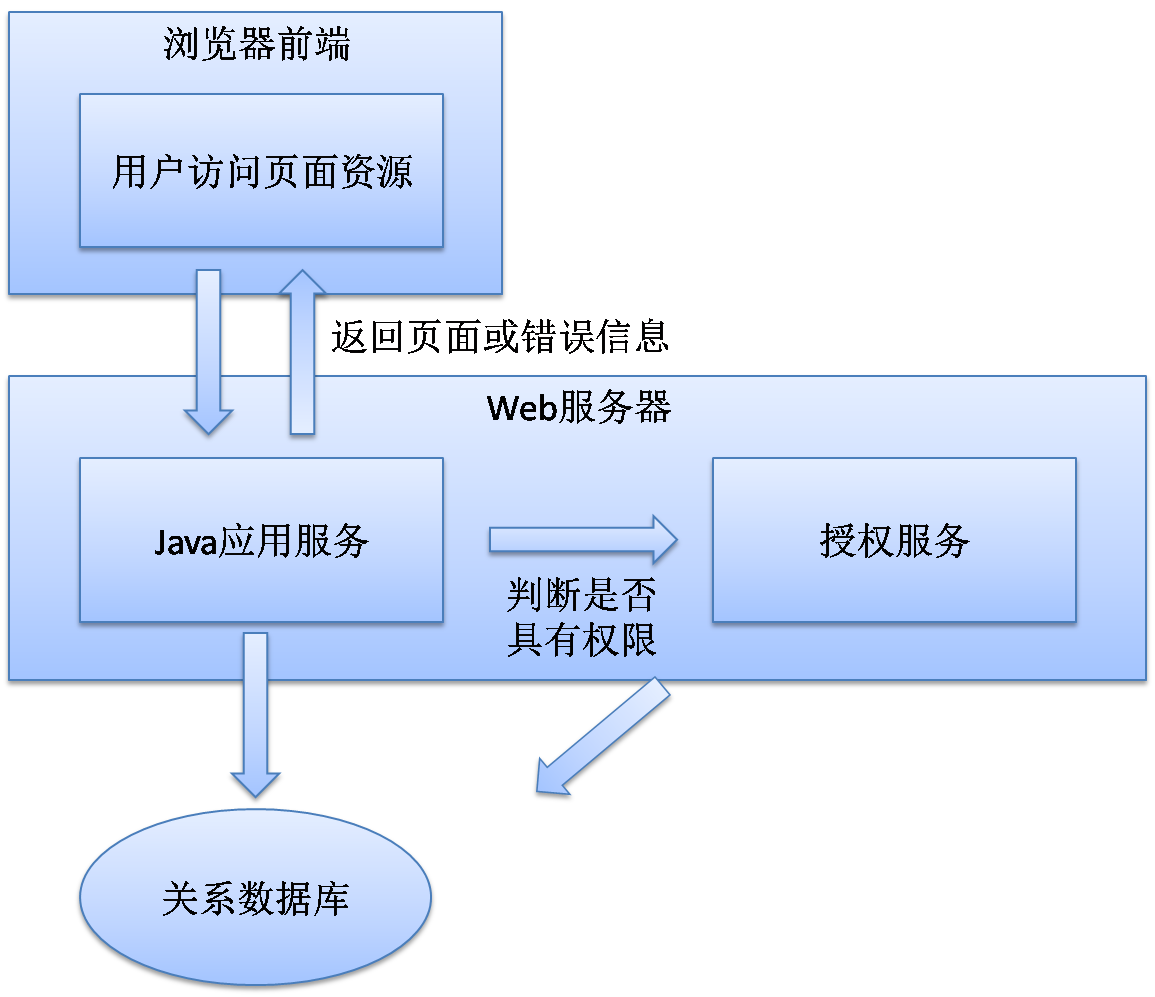 浏览器前端
用户访问页面资源
返回页面或错误信息
Web服务器
Java应用服务
授权服务
判断是否
具有权限
关系数据库